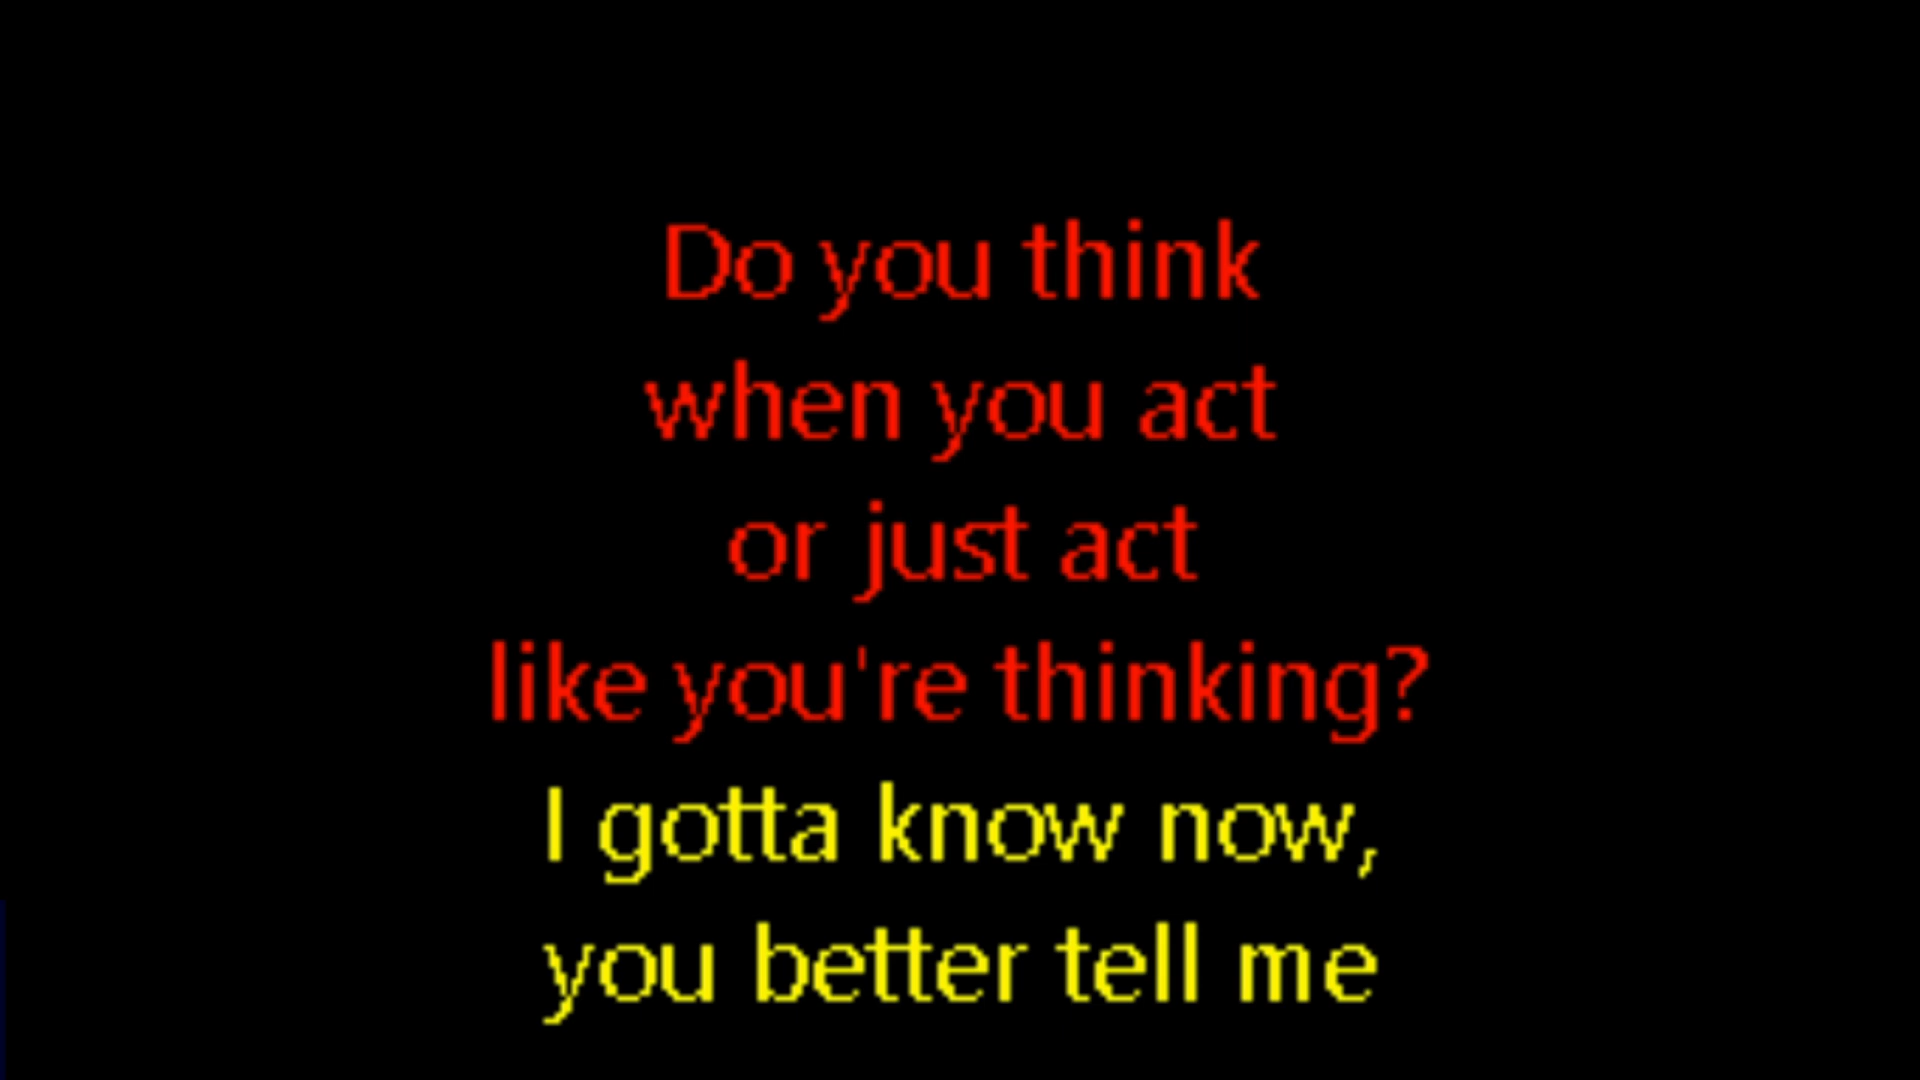 Do you think
when you act
or just act
like you're thinking?
I gotta know now,
you better tell me